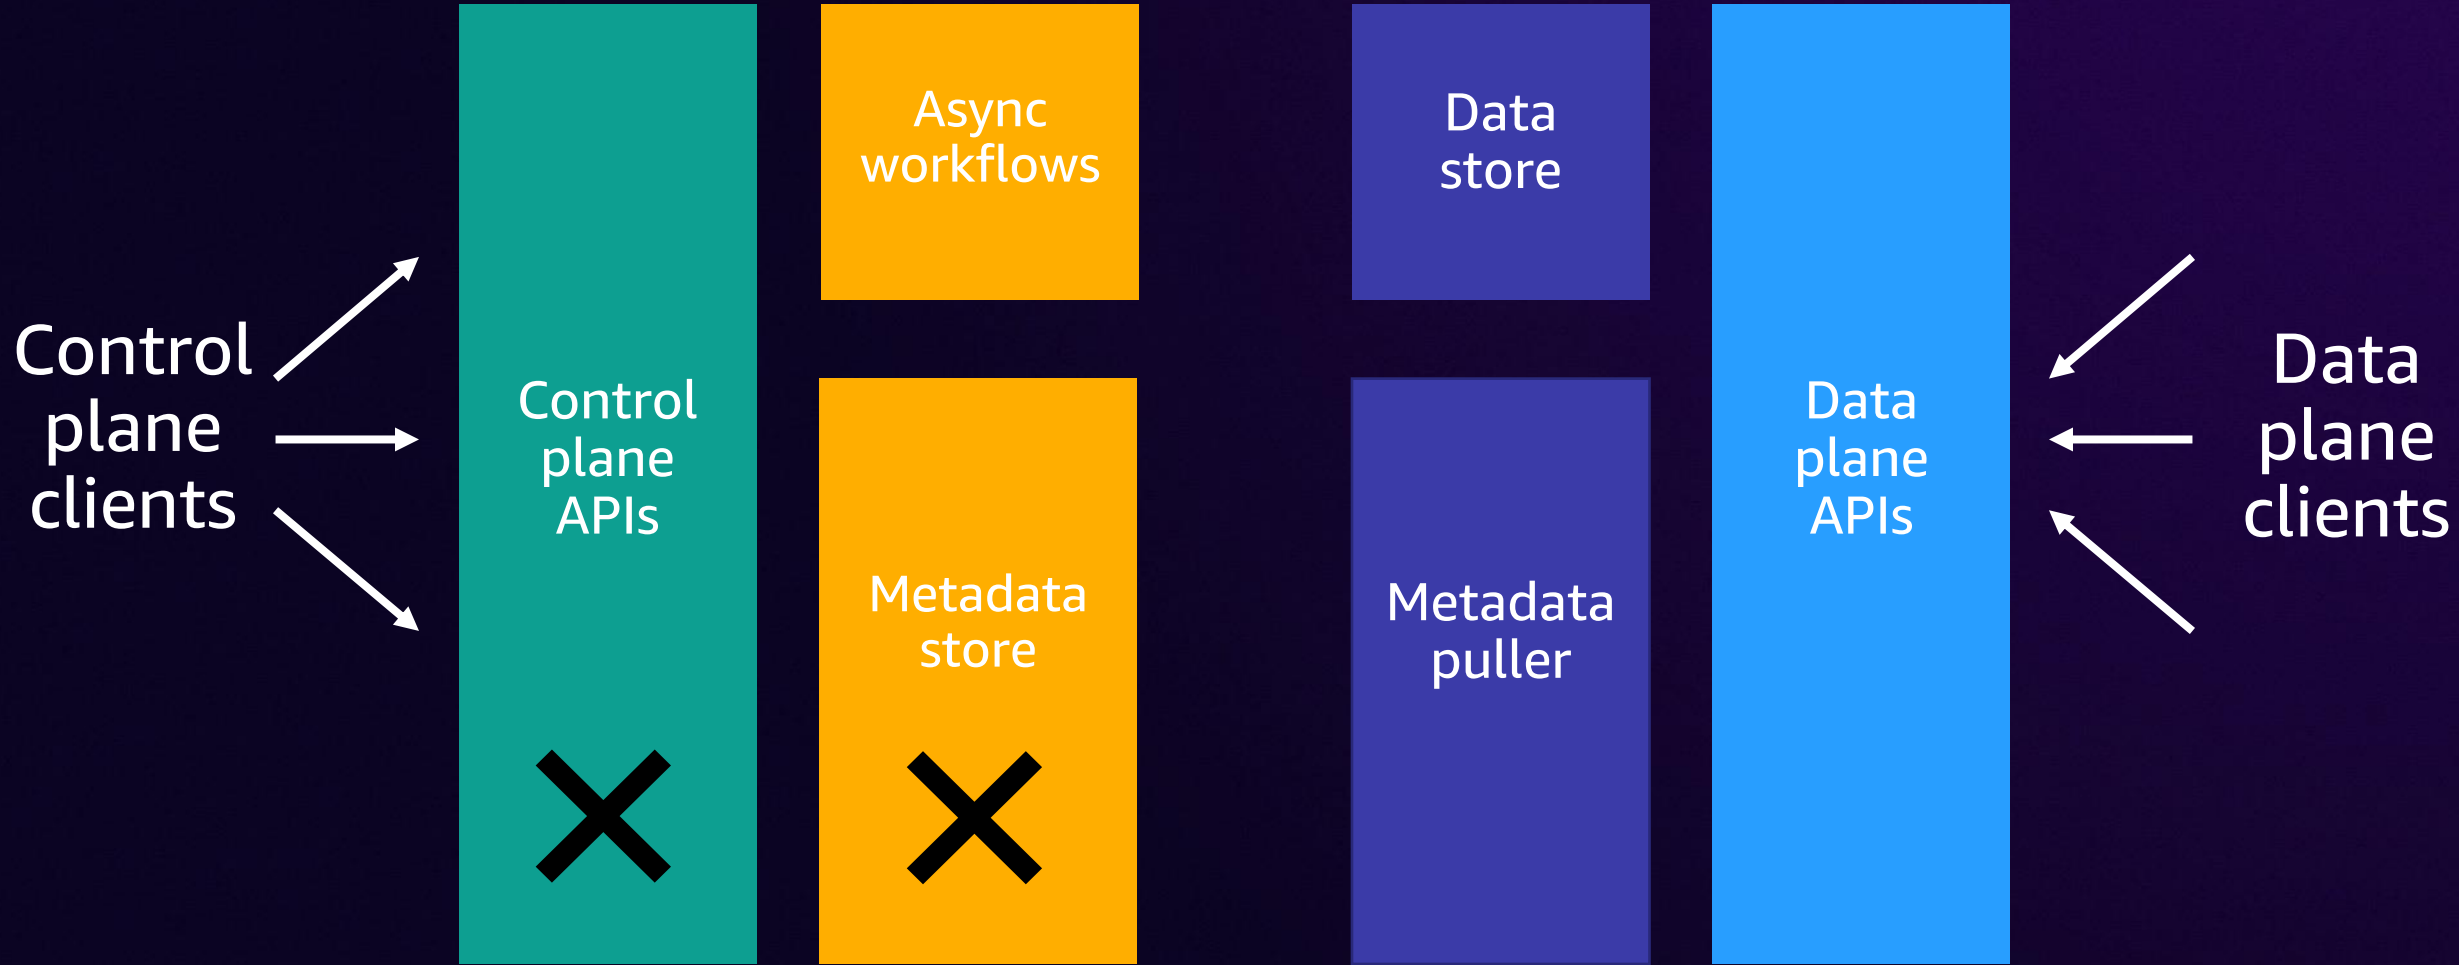 Control
plane
clients
Control
plane
APIs
Async
workflows
Metadata
store
Data
store
Metadata
puller
Data
plane
APIs
Data
plane
clients